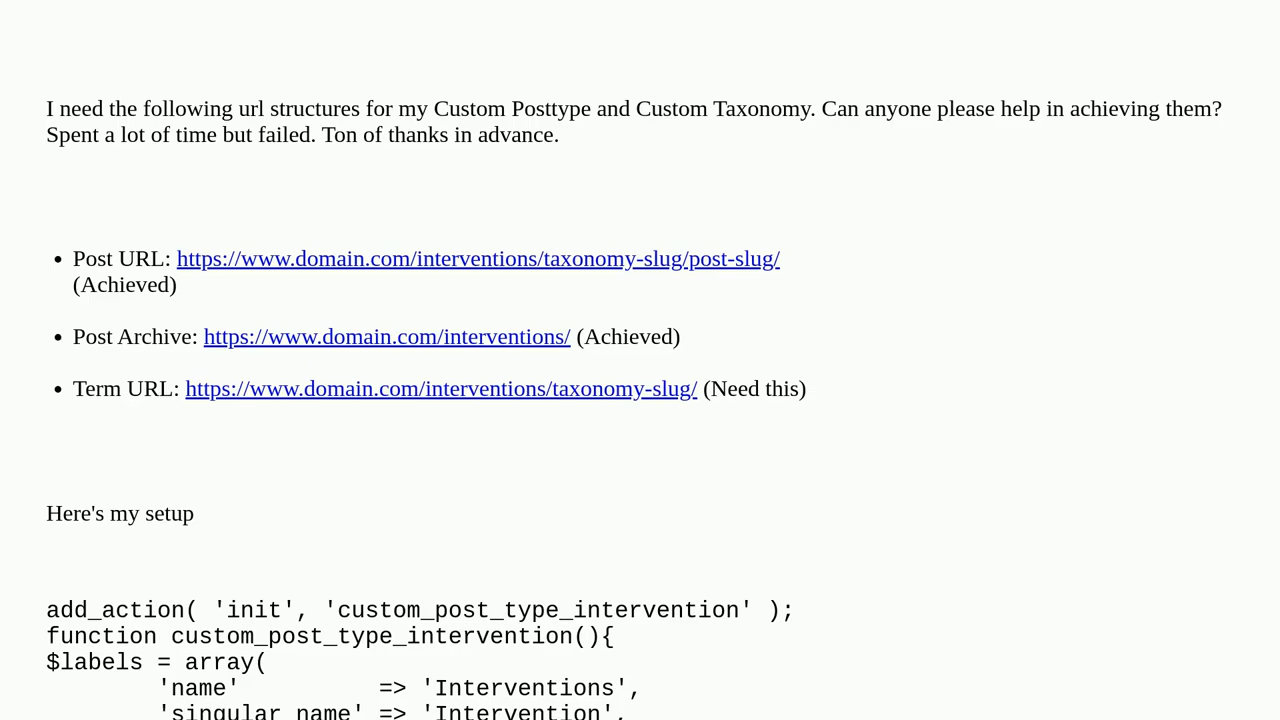 I need the following url structures for my Custom Posttype and Custom Taxonomy. Can anyone please help in achieving them?
Spent a lot of time but failed. Ton of thanks in advance.
• Post URL: https://www.domain.com/interventions/taxonomy-slug/post-slug/
(Achieved)
• Post Archive: https://www.domain.com/interventions/ (Achieved)
• Term URL: https://www.domain.com/interventions/taxonomy-slug/ (Need this)
Here's my setup
add_action( 'init', 'custom_post_type_intervention' );
function custom_post_type_intervention(){
$labels = array(
        'name'          => 'Interventions',
        'singular_name' => 'Intervention',